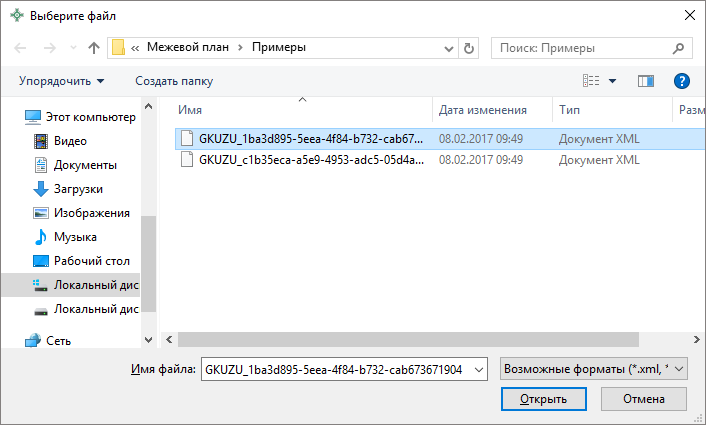 Выберите файл
« Межевой план › Примеры
Поиск: Примеры
Упорядочить Создать папку
Имя Дата изменения Тип Разм
Этот компьютер
Видео
Документы
Загрузки
Изображения
Музыка
Рабочий стол
Локальный дис
Локальный дис
Сеть
GKUZU_1ba3d895-5eea-4f84-b732-cab67... 08.02.2017 09:49 Документ XML
GKUZU_c1b35eca-a5e9-4953-adc5-05d4a... 08.02.2017 09:49 Документ XML
Имя файла: GKUZU_1ba3d895-5eea-4f84-b732-cab673671904 Возможные форматы (*.xml, *
Открыть Отмена